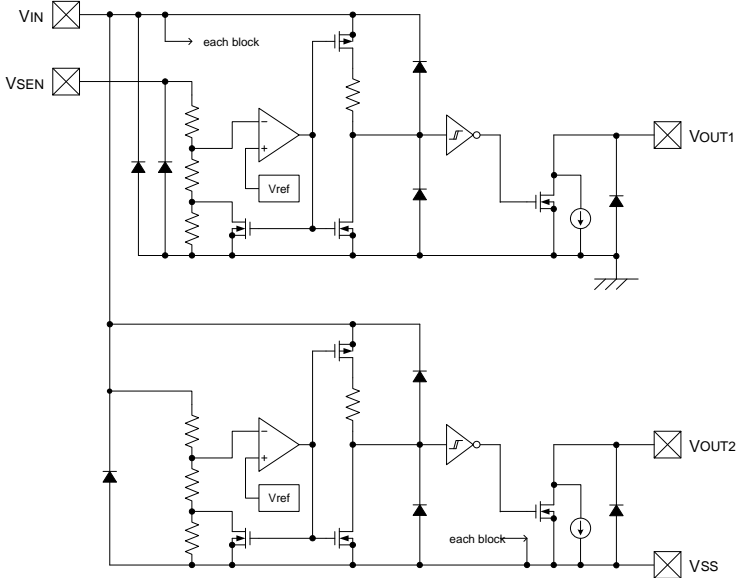 VIN
each block
VSEN
−
+
Vref
VOUT1
−
+
Vref
VOUT2
each block
VSS